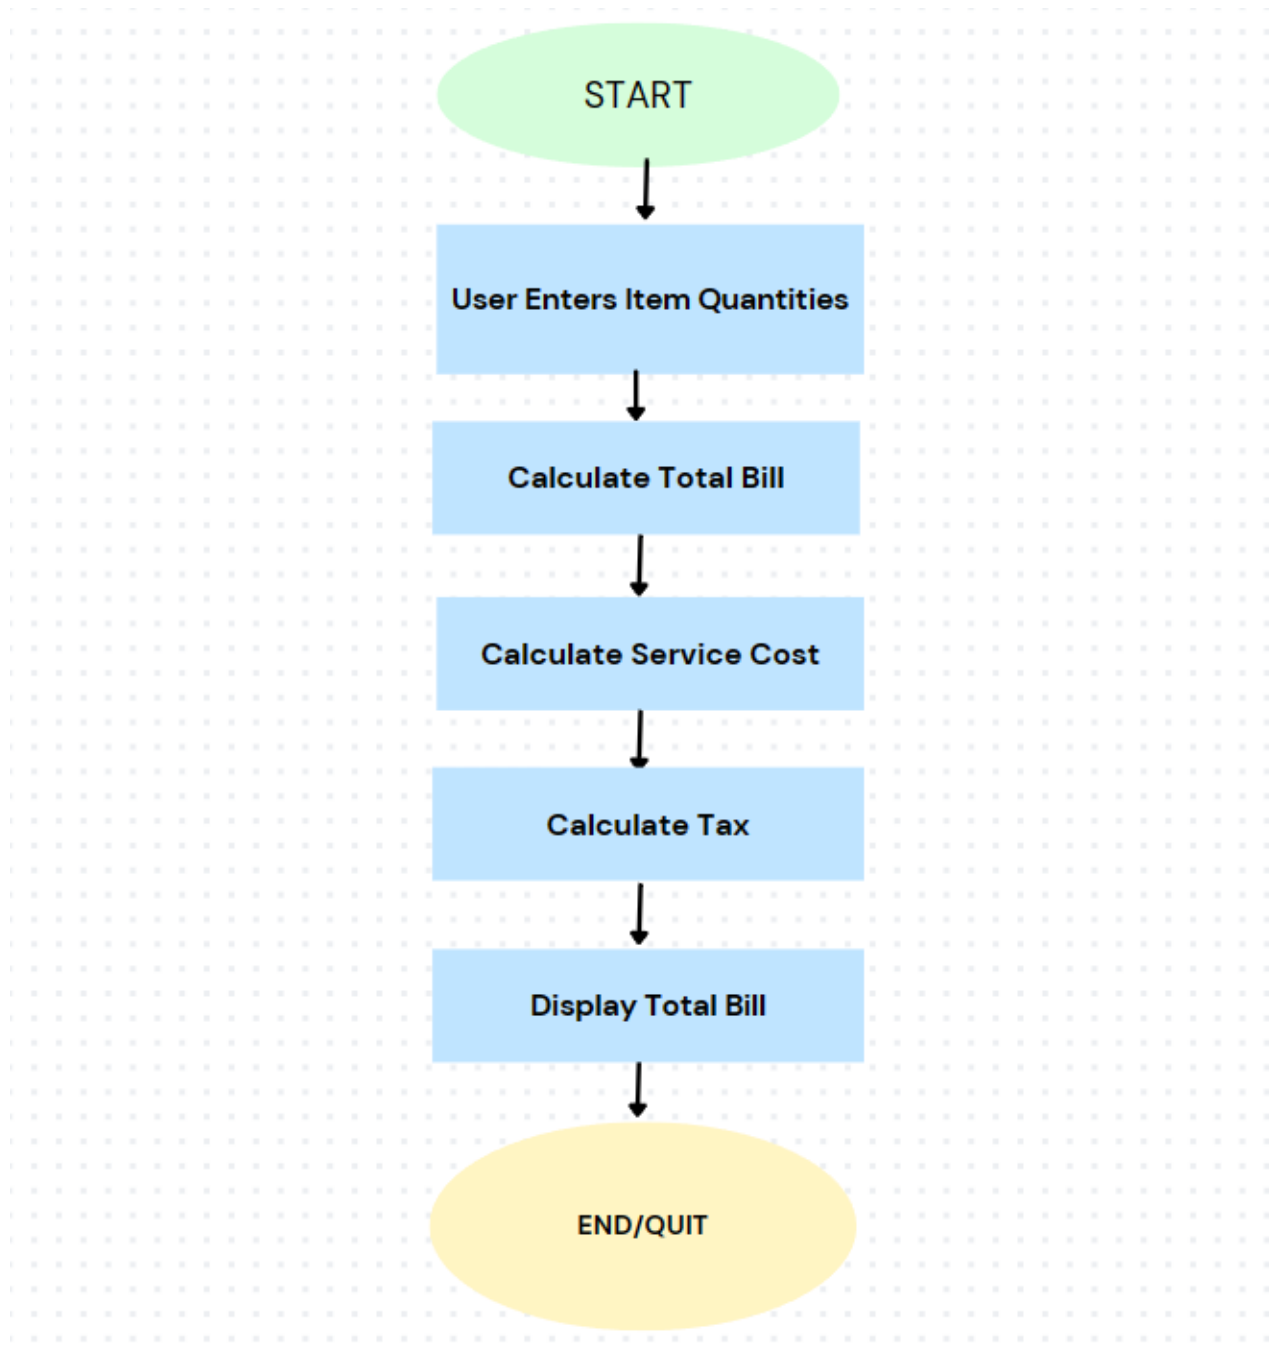 START
User Enters Item Quantities
Calculate Total Bill
Calculate Service Cost
Calculate Tax
Display Total Bill
END/QUIT